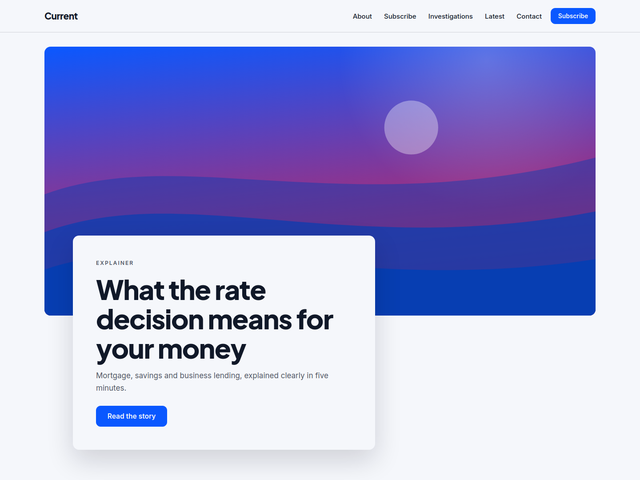 Current
About
Subscribe
Investigations
Latest
Contact
Subscribe
EXPLAINER
What the rate
decision means for
your money
Mortgage, savings and business lending, explained clearly in five
minutes.
Read the story